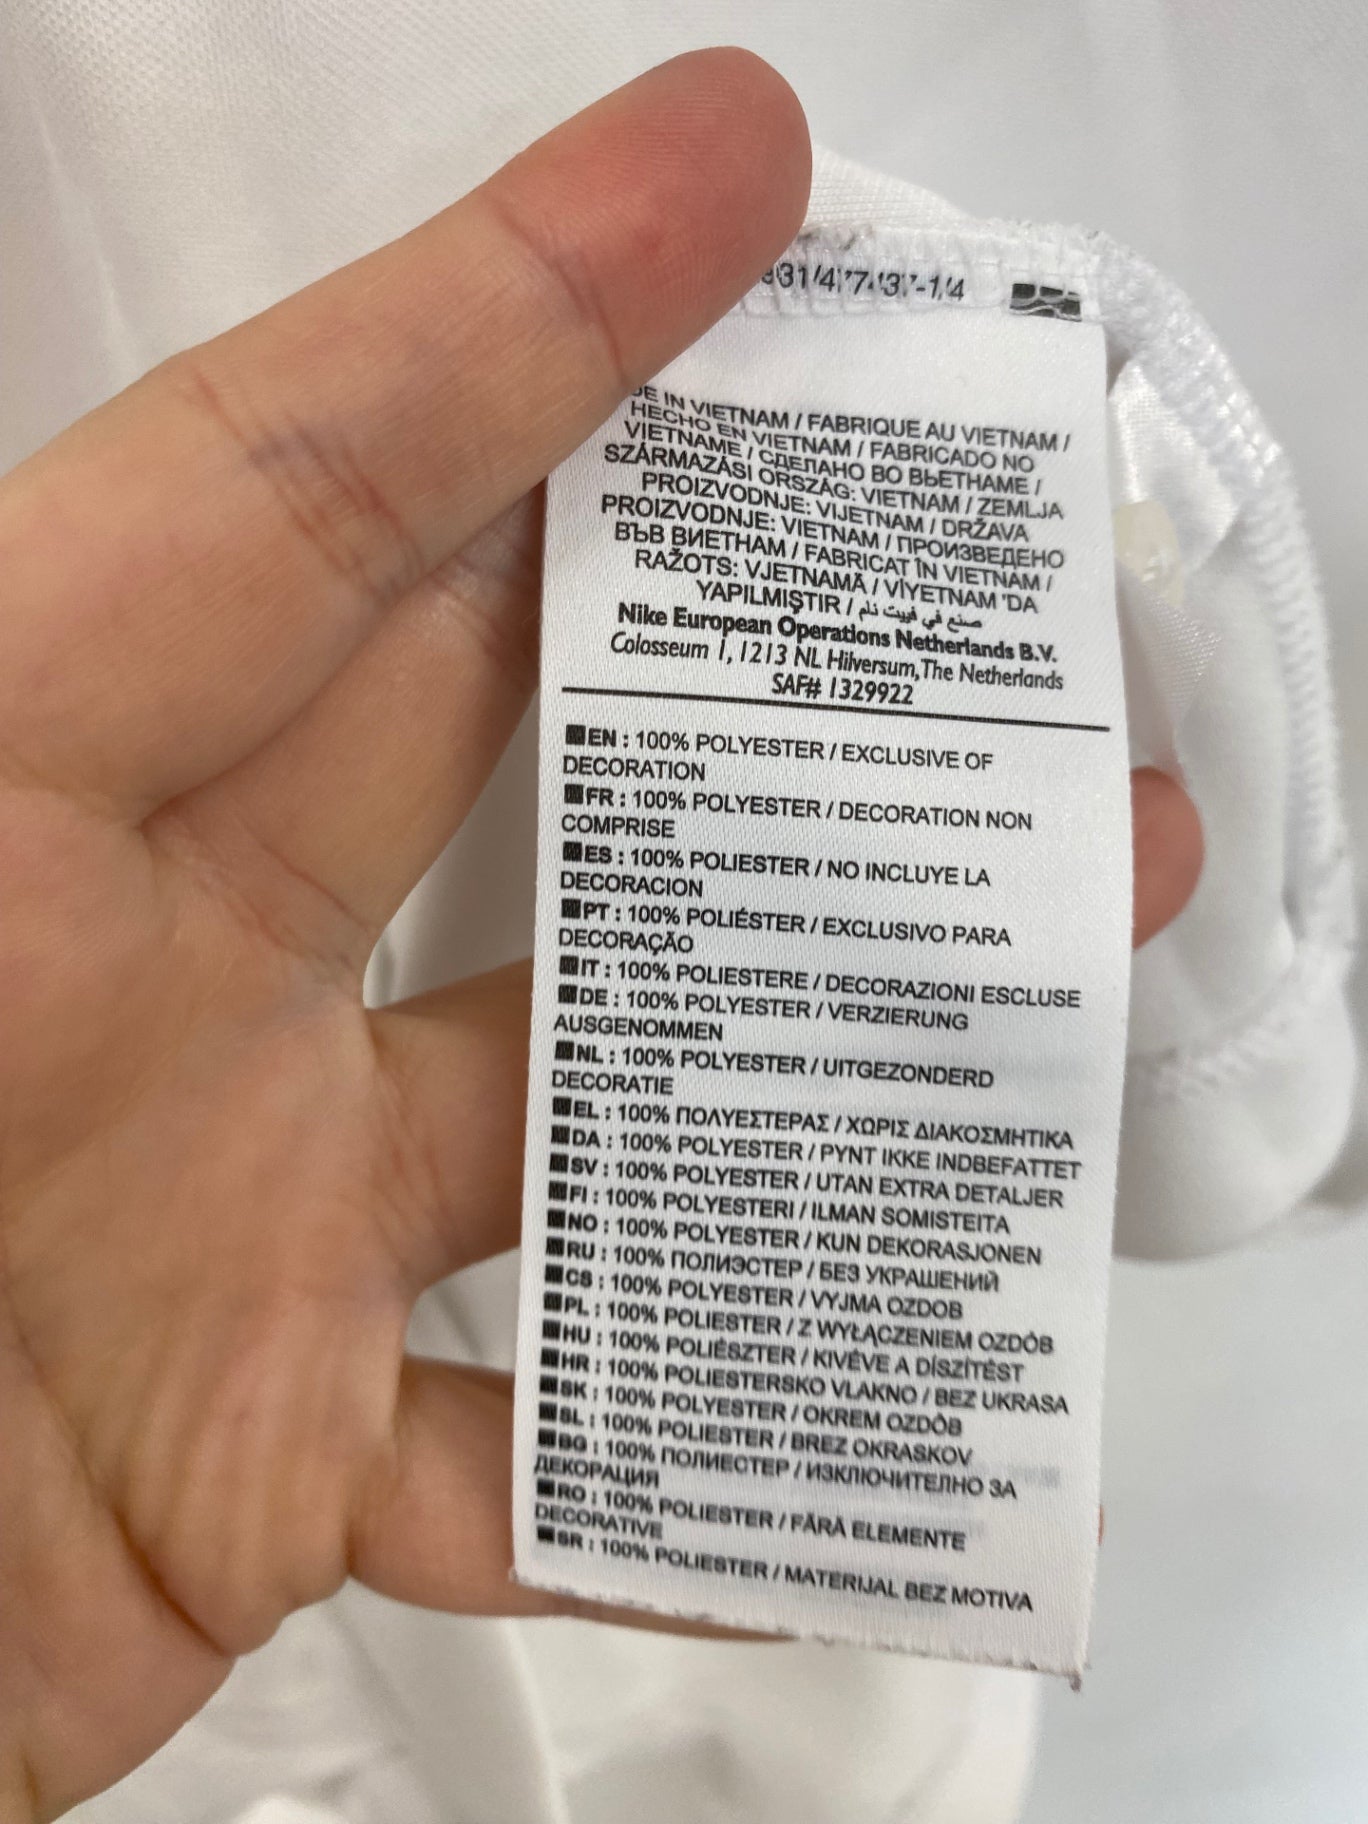 IN VIETNAM / FABRIQUE AU VIETNAM /
HECHO EN VIETNAM / FABRICADO NO
VIETNAME / СДЕЛАНО ВО ВЬЕТНАМЕ /
SZÁRMAZÁSI ORSZÁG: VIETNAM / ZEMLJA
PROIZVODNJE: VIJETNAM / DRŽAVA
PROIZVODNJE: VIETNAM / ПРОИЗВЕДЕНО
ВЪВ ВИЕТНАМ / FABRICAT ÎN VIETNAM /
RAŽOTS: VJETNAMĀ / VİYETNAM 'DA
YAPILMIŞTIR / صنع في فييت نام
Nike European Operations Netherlands B.V.
Colosseum 1, 1213 NL Hilversum,The Netherlands
SAF# 1329922
EN : 100% POLYESTER / EXCLUSIVE OF
DECORATION
FR : 100% POLYESTER / DECORATION NON
COMPRISE
ES : 100% POLIESTER / NO INCLUYE LA
DECORACION
PT : 100% POLIÉSTER / EXCLUSIVO PARA
DECORAÇÃO
IT : 100% POLIESTERE / DECORAZIONI ESCLUSE
DE : 100% POLYESTER / VERZIERUNG
AUSGENOMMEN
NL : 100% POLYESTER / UITGEZONDERD
DECORATIE
EL : 100% ΠΟΛΥΕΣΤΕΡΑΣ / ΧΩΡΙΣ ΔΙΑΚΟΣΜΗΤΙΚΑ
DA : 100% POLYESTER / PYNT IKKE INDBEFATTET
SV : 100% POLYESTER / UTAN EXTRA DETALJER
FI : 100% POLYESTERI / ILMAN SOMISTEITA
NO : 100% POLYESTER / KUN DEKORASJONEN
RU : 100% ПОЛИЭСТЕР / БЕЗ УКРАШЕНИЙ
CS : 100% POLYESTER / VYJMA OZDOB
PL : 100% POLIESTER / Z WYŁĄCZENIEM OZDÓB
HU : 100% POLIÉSZTER / KIVÉVE A DÍSZÍTÉST
HR : 100% POLIESTERSKO VLAKNO / BEZ UKRASA
SK : 100% POLYESTER / OKREM OZDÔB
SL : 100% POLIESTER / BREZ OKRASKOV
BG : 100% ПОЛИЕСТЕР / ИЗКЛЮЧИТЕЛНО ЗА
ДЕКОРАЦИЯ
RO : 100% POLIESTER / FĂRĂ ELEMENTE
DECORATIVE
SR : 100% POLIESTER / MATERIJAL BEZ MOTIVA